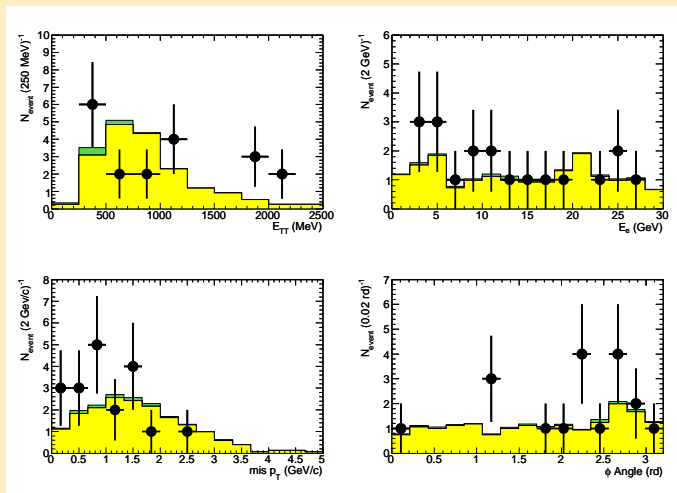 N_event (250 MeV)⁻¹
10
9
8
7
6
5
4
3
2
1
0
0 500 1000 1500 2000 2500
E_TT (MeV)
N_event (2 GeV)⁻¹
6
5
4
3
2
1
0
0 5 10 15 20 25 30
E_e (GeV)
N_event (2 Gev/c)⁻¹
8
7
6
5
4
3
2
1
0
0 0.5 1 1.5 2 2.5 3 3.5 4 4.5 5
mis p_T (GeV/c)
N_event (0.02 rd)⁻¹
7
6
5
4
3
2
1
0
0 0.5 1 1.5 2 2.5 3
ϕ Angle (rd)